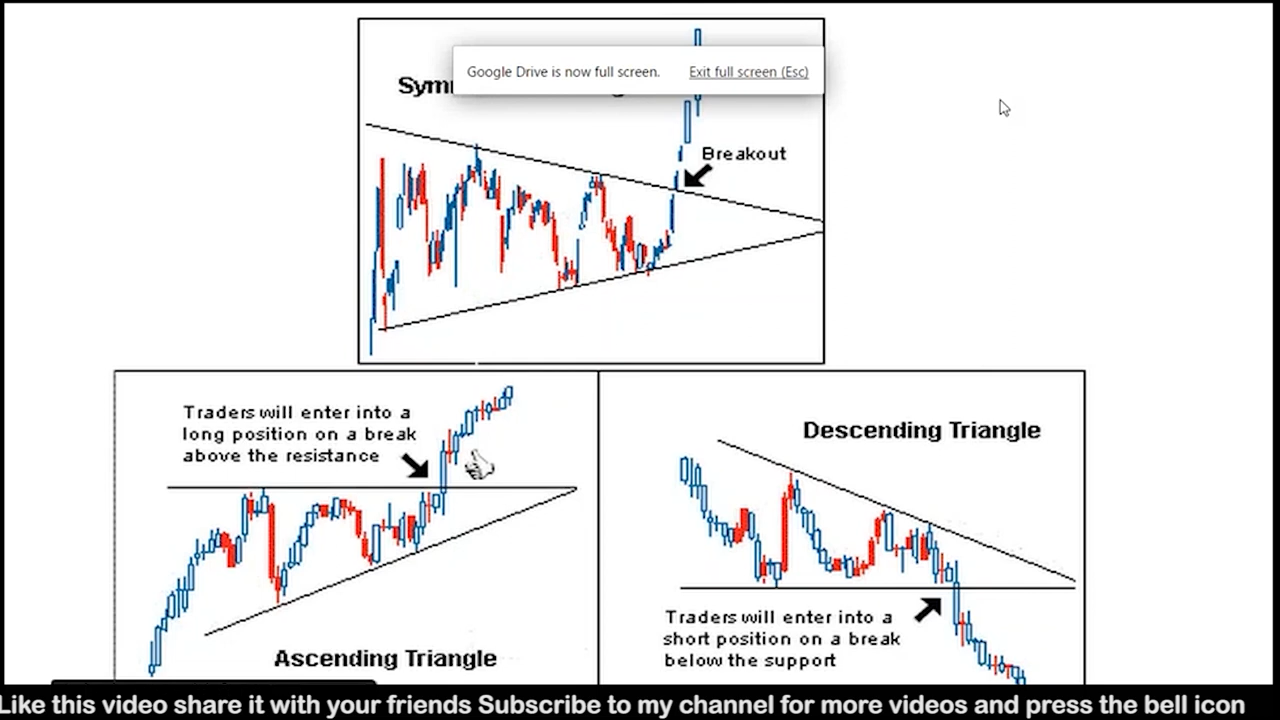 Google Drive is now full screen. Exit full screen (Esc)
Breakout
Traders will enter into a
long position on a break
above the resistance
Ascending Triangle
Descending Triangle
Traders will enter into a
short position on a break
below the support
Like this video share it with your friends Subscribe to my channel for more videos and press the bell icon